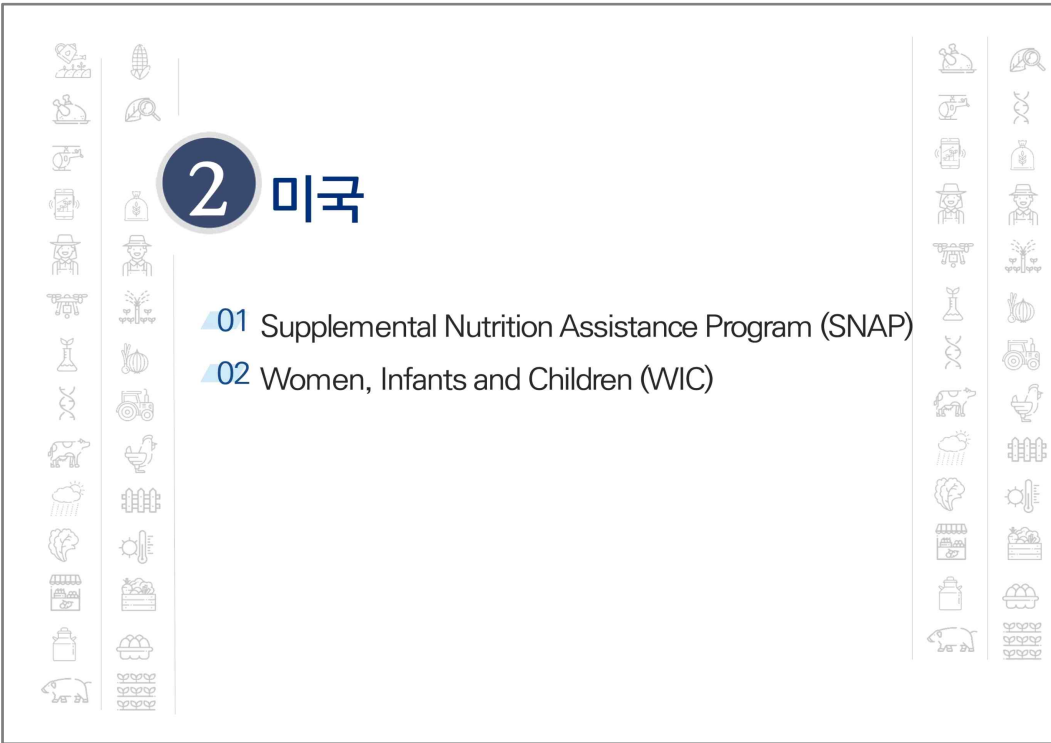 2 미국
01 Supplemental Nutrition Assistance Program (SNAP)
02 Women, Infants and Children (WIC)